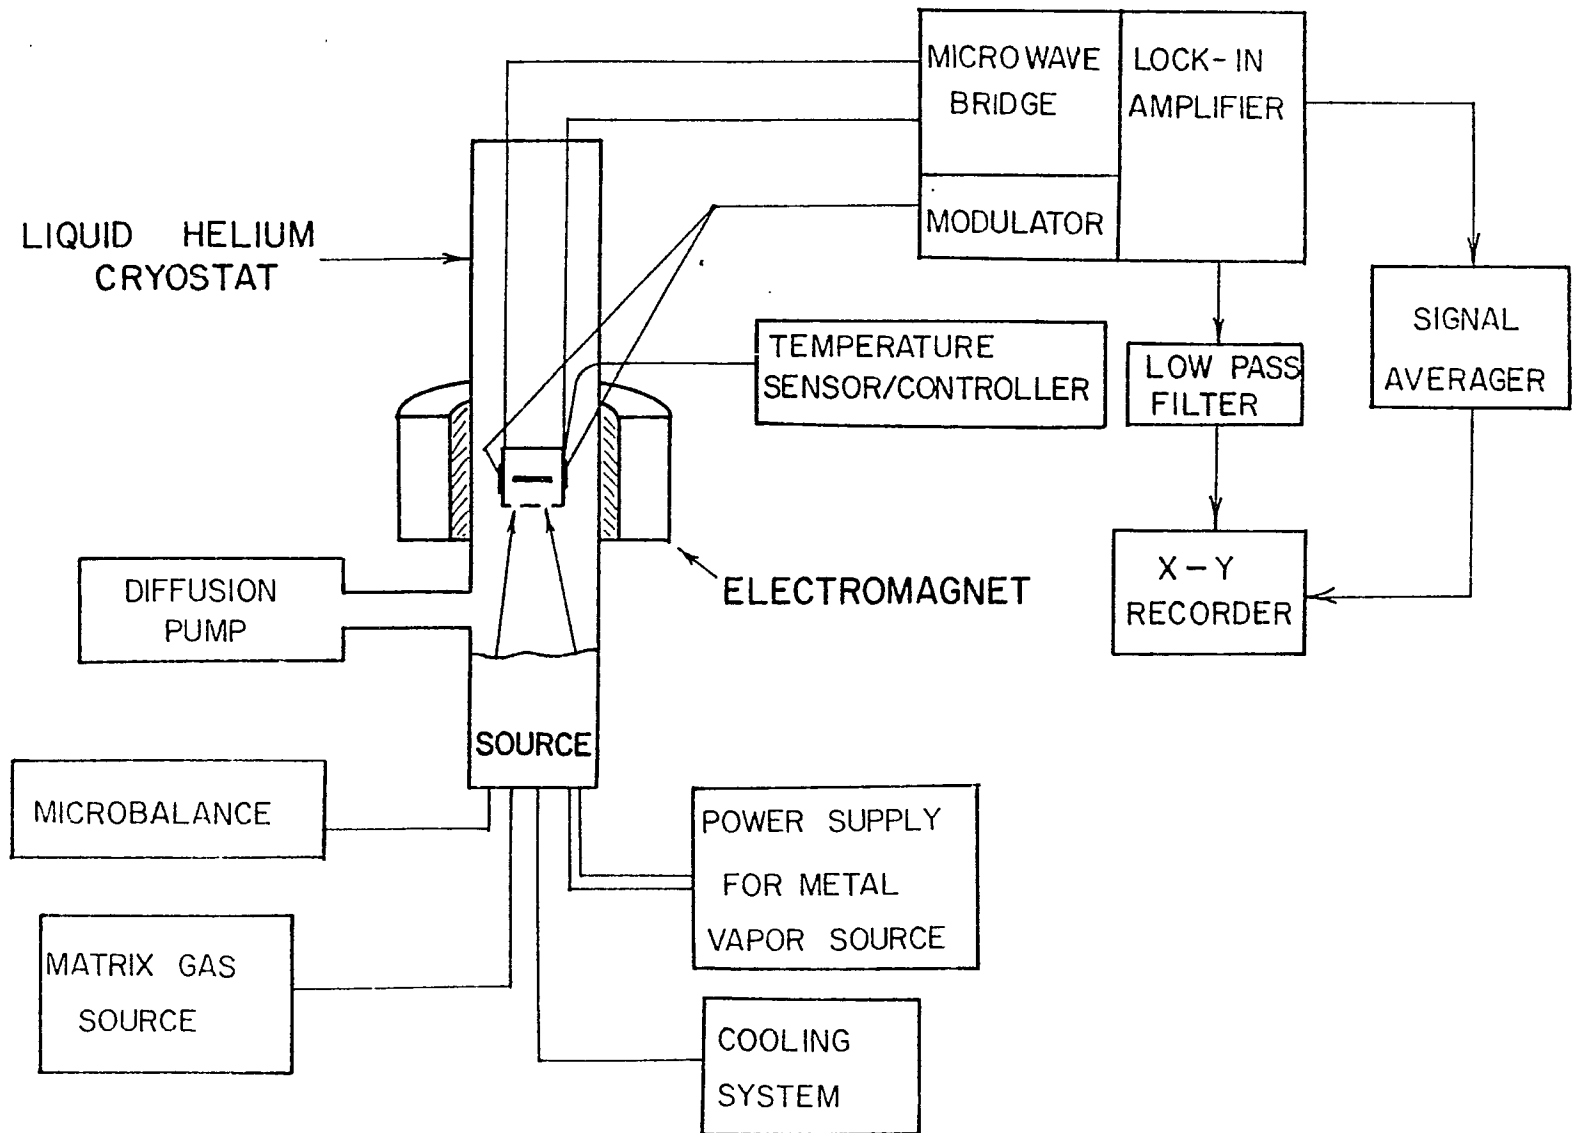 MICROWAVE
BRIDGE
LOCK-IN
AMPLIFIER
MODULATOR
LIQUID HELIUM
CRYOSTAT
TEMPERATURE
SENSOR/CONTROLLER
LOW PASS
FILTER
SIGNAL
AVERAGER
X-Y
RECORDER
ELECTROMAGNET
DIFFUSION
PUMP
SOURCE
MICROBALANCE
POWER SUPPLY
FOR METAL
VAPOR SOURCE
MATRIX GAS
SOURCE
COOLING
SYSTEM